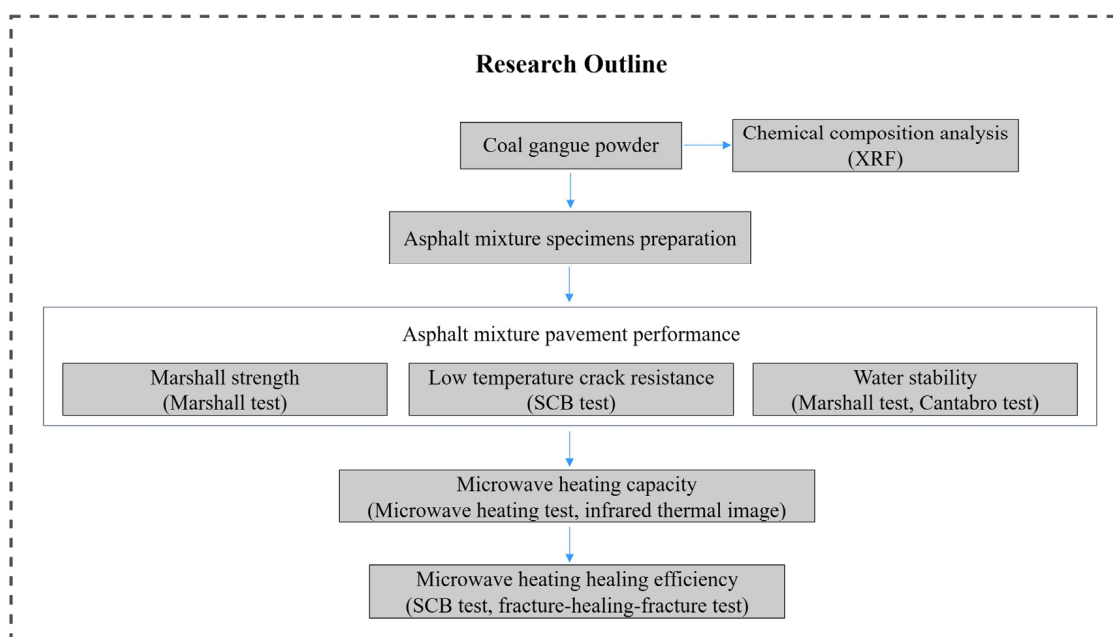 Research Outline
Coal gangue powder
Chemical composition analysis
(XRF)
Asphalt mixture specimens preparation
Asphalt mixture pavement performance
Marshall strength
(Marshall test)
Low temperature crack resistance
(SCB test)
Water stability
(Marshall test, Cantabro test)
Microwave heating capacity
(Microwave heating test, infrared thermal image)
Microwave heating healing efficiency
(SCB test, fracture-healing-fracture test)